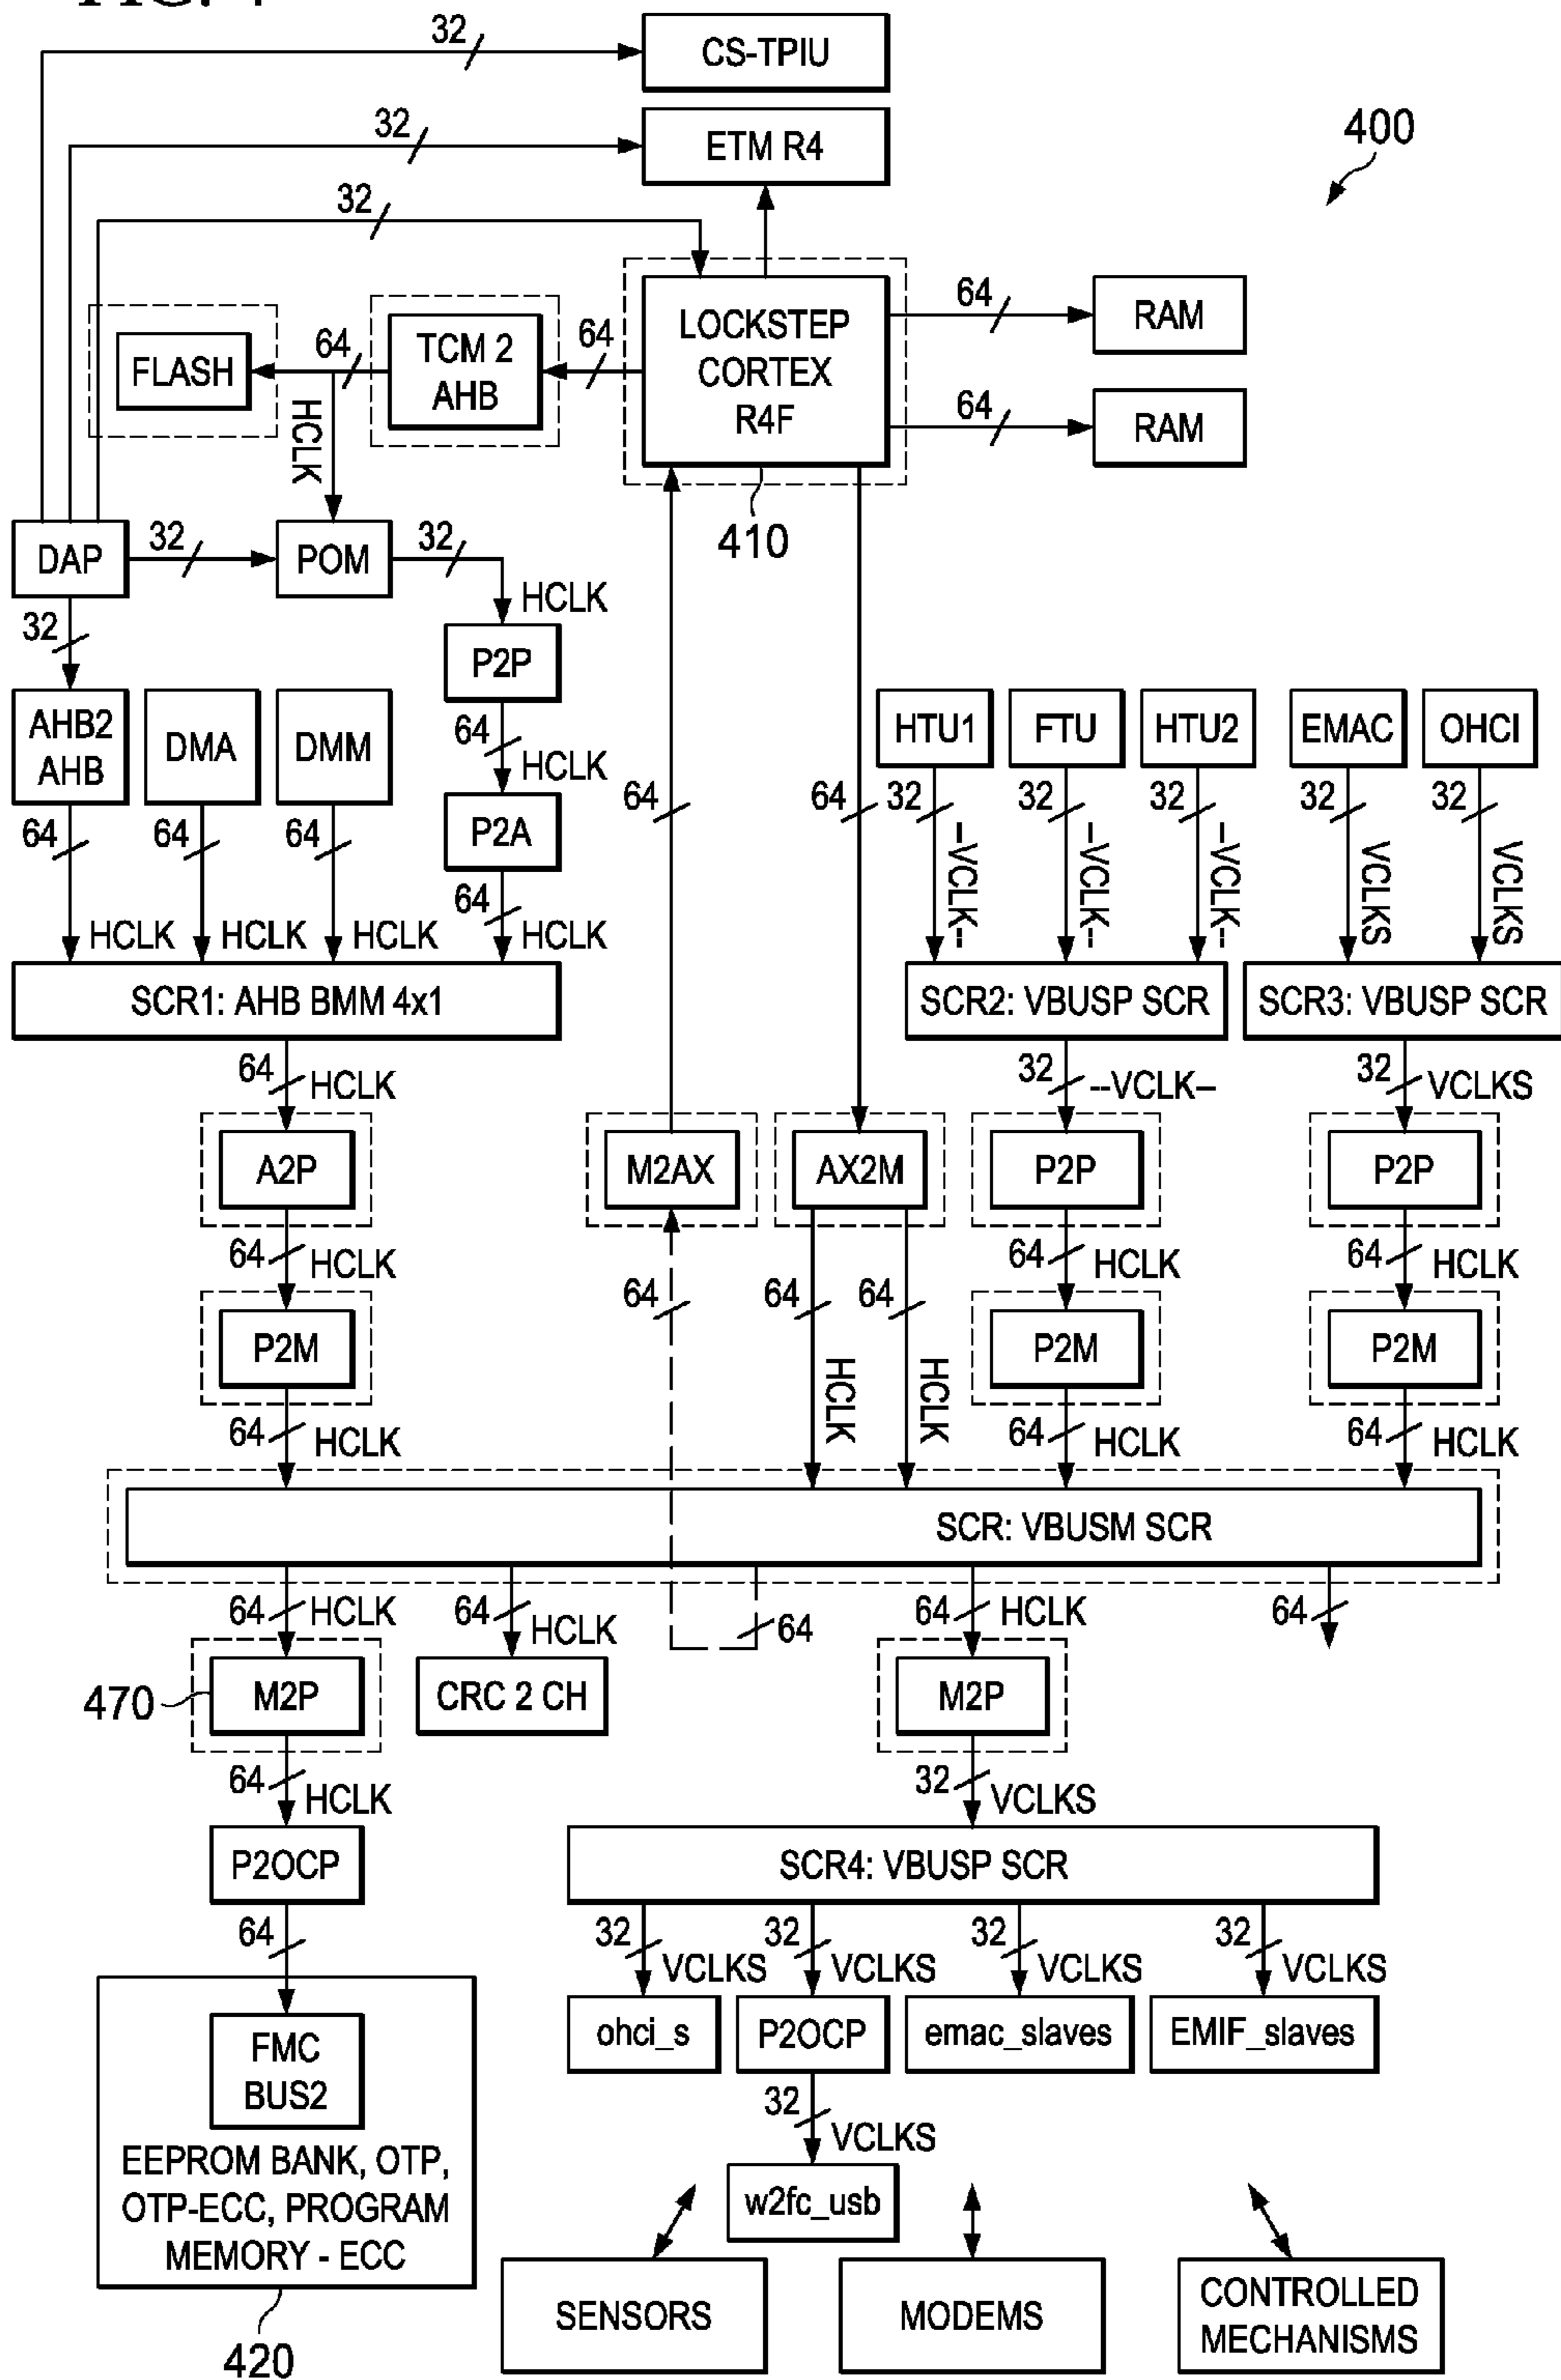 FIG. 4
32
CS-TPIU
32
ETM R4
400
32
LOCKSTEP
CORTEX
R4F
64
RAM
64
RAM
FLASH
64
TCM 2
AHB
64
HCLK
410
DAP
32
POM
32
HCLK
32
P2P
64
HCLK
AHB2
AHB
DMA
DMM
P2A
HTU1
FTU
HTU2
EMAC
OHCI
64
64
64
64
64
64
32
32
32
32
32
--VCLK--
--VCLK--
--VCLK--
VCLKS
VCLKS
HCLK
HCLK
HCLK
HCLK
SCR1: AHB BMM 4x1
SCR2: VBUSP SCR
SCR3: VBUSP SCR
64
HCLK
32
--VCLK--
32
VCLKS
A2P
M2AX
AX2M
P2P
P2P
64
HCLK
64
64
64
64
HCLK
64
HCLK
P2M
P2M
P2M
HCLK
HCLK
64
HCLK
64
HCLK
64
HCLK
SCR: VBUSM SCR
64
HCLK
64
HCLK
64
64
HCLK
64
470
M2P
CRC 2 CH
M2P
64
HCLK
32
VCLKS
P2OCP
SCR4: VBUSP SCR
64
32
VCLKS
32
VCLKS
32
VCLKS
32
VCLKS
FMC
BUS2
ohci_s
P2OCP
emac_slaves
EMIF_slaves
32
VCLKS
EEPROM BANK, OTP,
OTP-ECC, PROGRAM
MEMORY - ECC
w2fc_usb
420
SENSORS
MODEMS
CONTROLLED
MECHANISMS